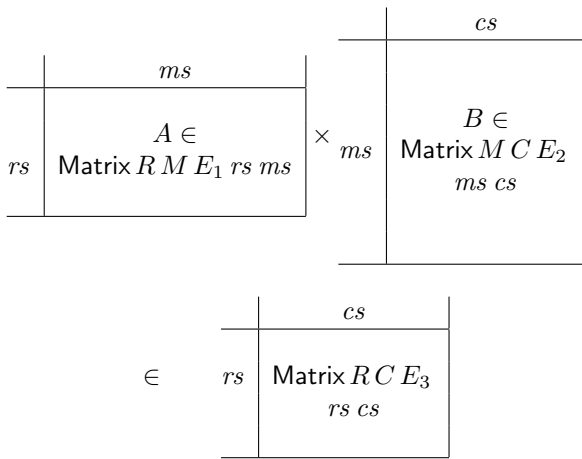 ms
rs
A ∈
Matrix R M E₁ rs ms
×
cs
ms
B ∈
Matrix M C E₂
ms cs
∈
cs
rs
Matrix R C E₃
rs cs